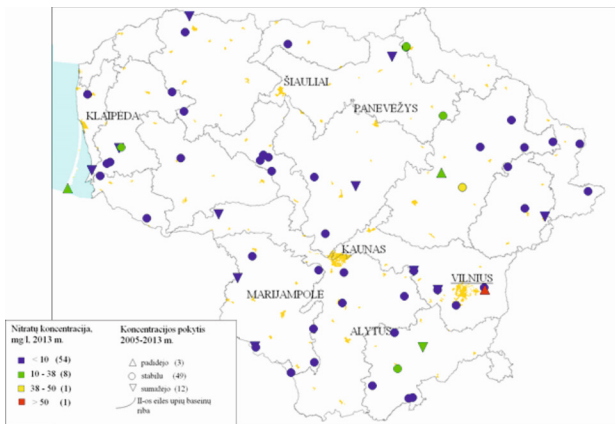 ŠIAULIAI
PANEVĖŽYS
KLAIPĖDA
KAUNAS
VILNIUS
MARIJAMPOLĖ
ALYTUS
Nitratų koncentracija,
mg/l, 2013 m.
< 10 (54)
10 - 38 (8)
38 - 50 (1)
> 50 (1)
Koncentracijos pokytis
2005-2013 m.
padidėjo (3)
stabilu (49)
sumažėjo (12)
II-os eilės upių baseinų
riba